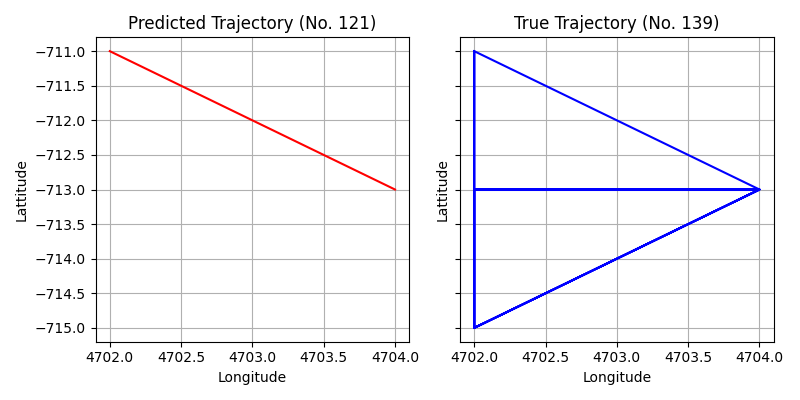 Predicted Trajectory (No. 121)
−711.0
−711.5
−712.0
−712.5
−713.0
−713.5
−714.0
−714.5
−715.0
Lattitude
4702.0 4702.5 4703.0 4703.5 4704.0
Longitude
True Trajectory (No. 139)
Lattitude
4702.0 4702.5 4703.0 4703.5 4704.0
Longitude